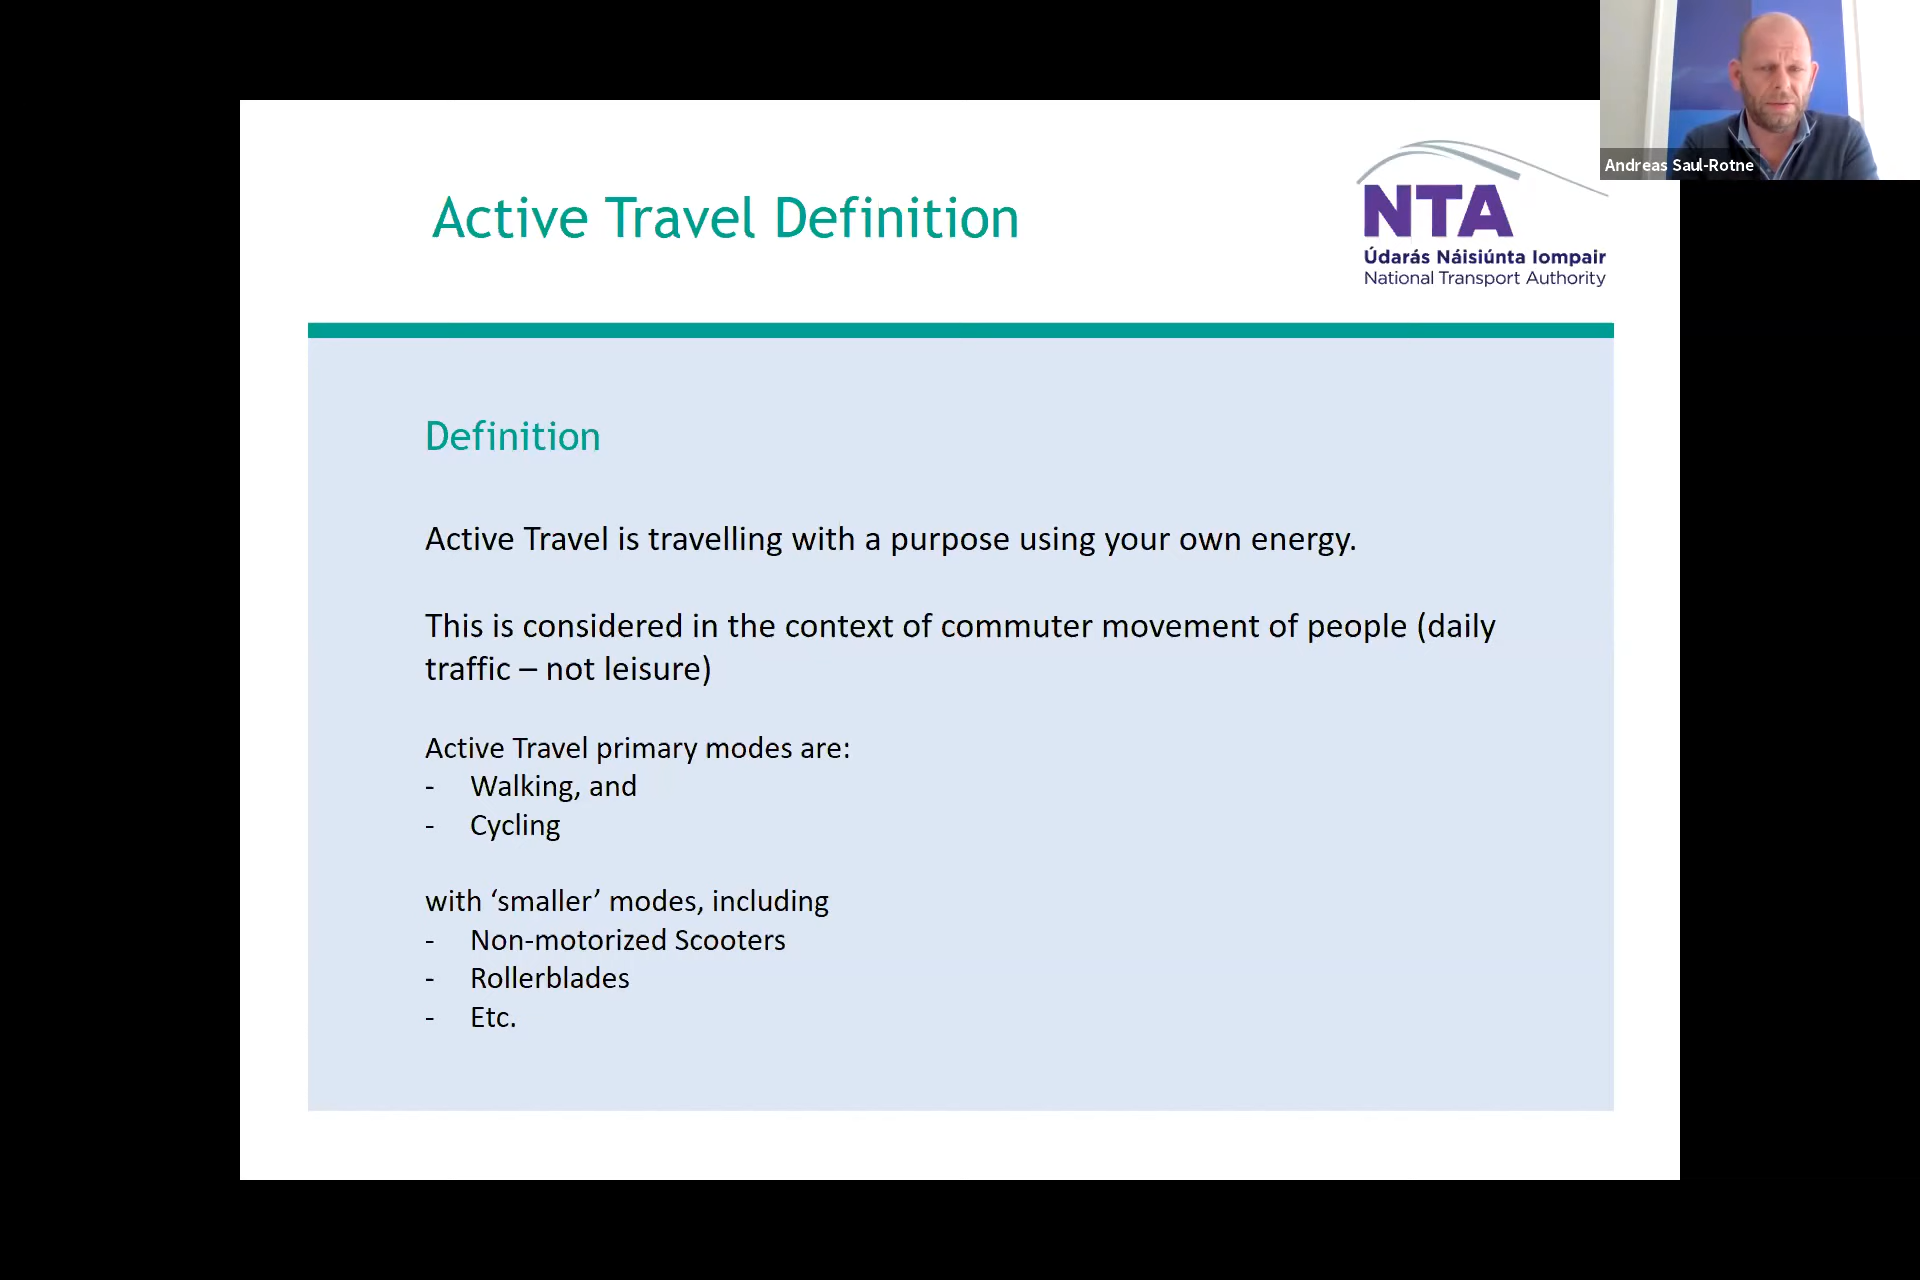 Andreas Saul-Rotne
Active Travel Definition
NTA
Údarás Náisiúnta Iompair
National Transport Authority
Definition
Active Travel is travelling with a purpose using your own energy.
This is considered in the context of commuter movement of people (daily
traffic – not leisure)
Active Travel primary modes are:
- Walking, and
- Cycling
with ‘smaller’ modes, including
- Non-motorized Scooters
- Rollerblades
- Etc.